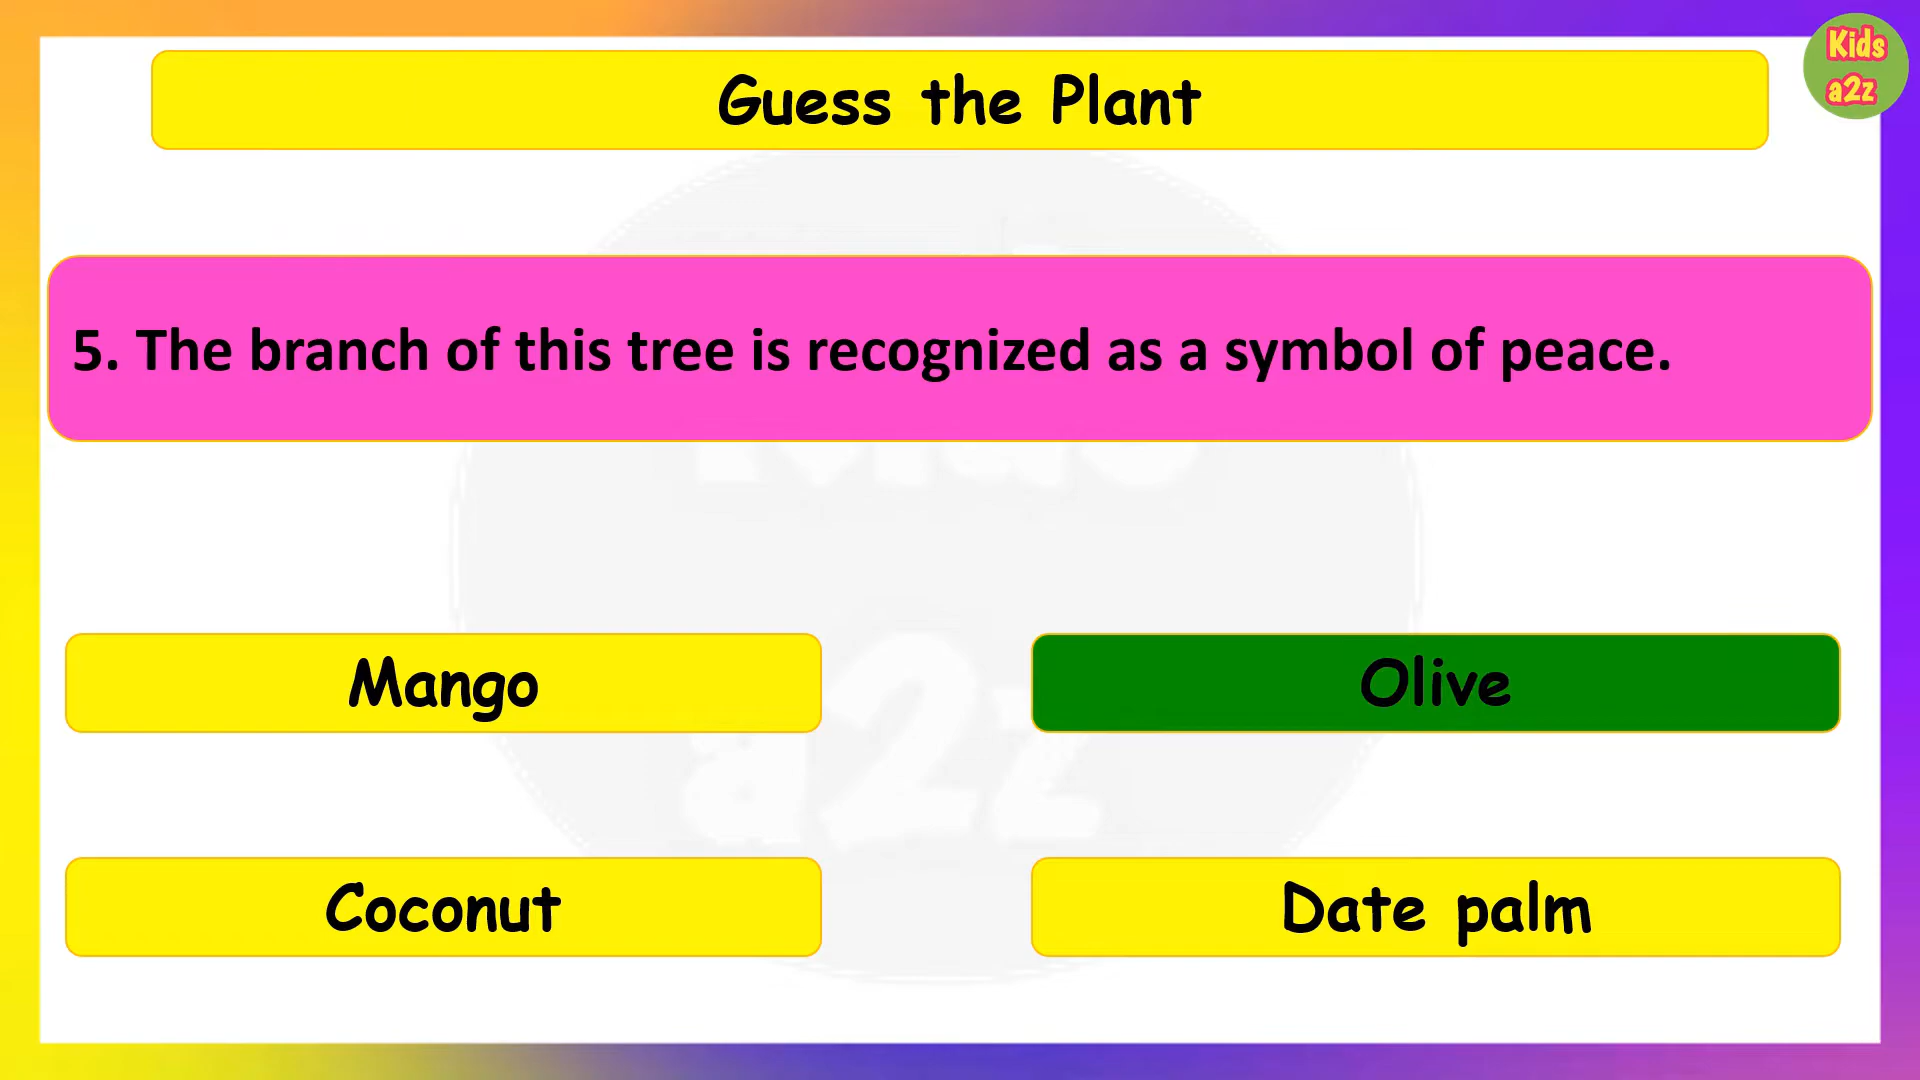 Kids
a2z
Guess the Plant
5. The branch of this tree is recognized as a symbol of peace.
Mango
Olive
Coconut
Date palm